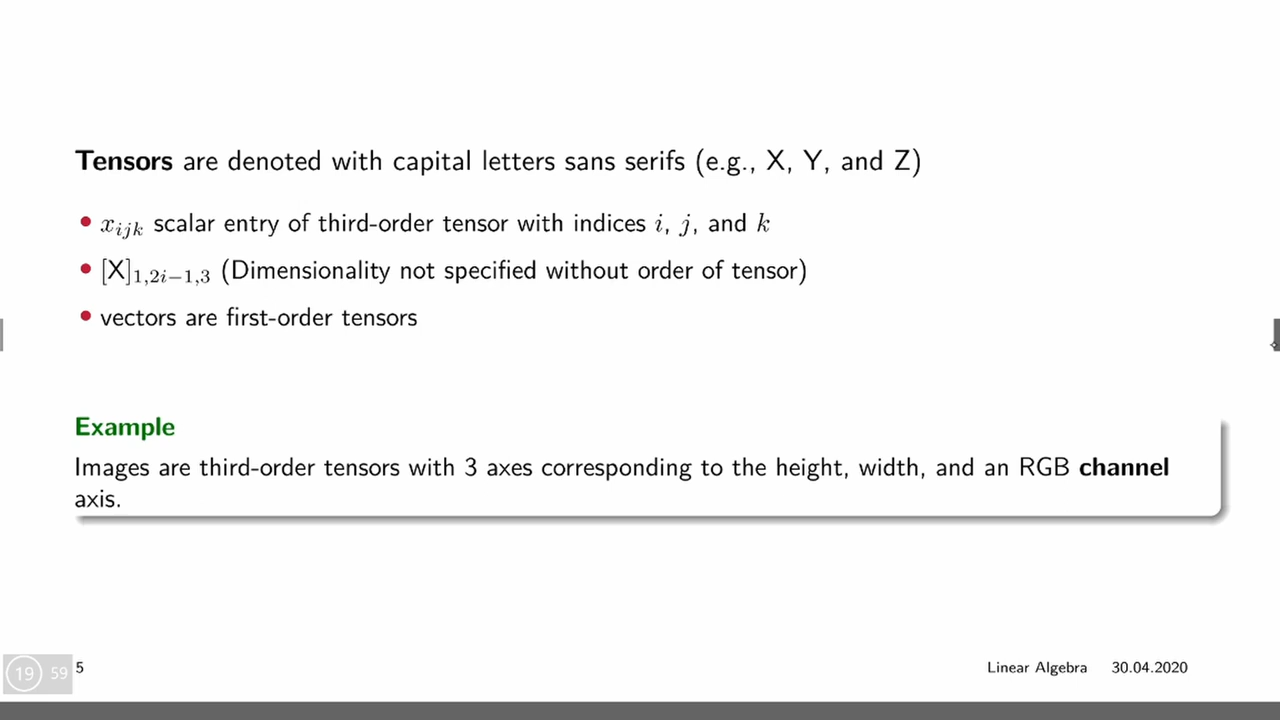 Tensors are denoted with capital letters sans serifs (e.g., X, Y, and Z)
• x_{ijk} scalar entry of third-order tensor with indices i, j, and k
• [X]_{1,2i−1,3} (Dimensionality not specified without order of tensor)
• vectors are first-order tensors
Example
Images are third-order tensors with 3 axes corresponding to the height, width, and an RGB channel
axis.
19 59 5 Linear Algebra 30.04.2020